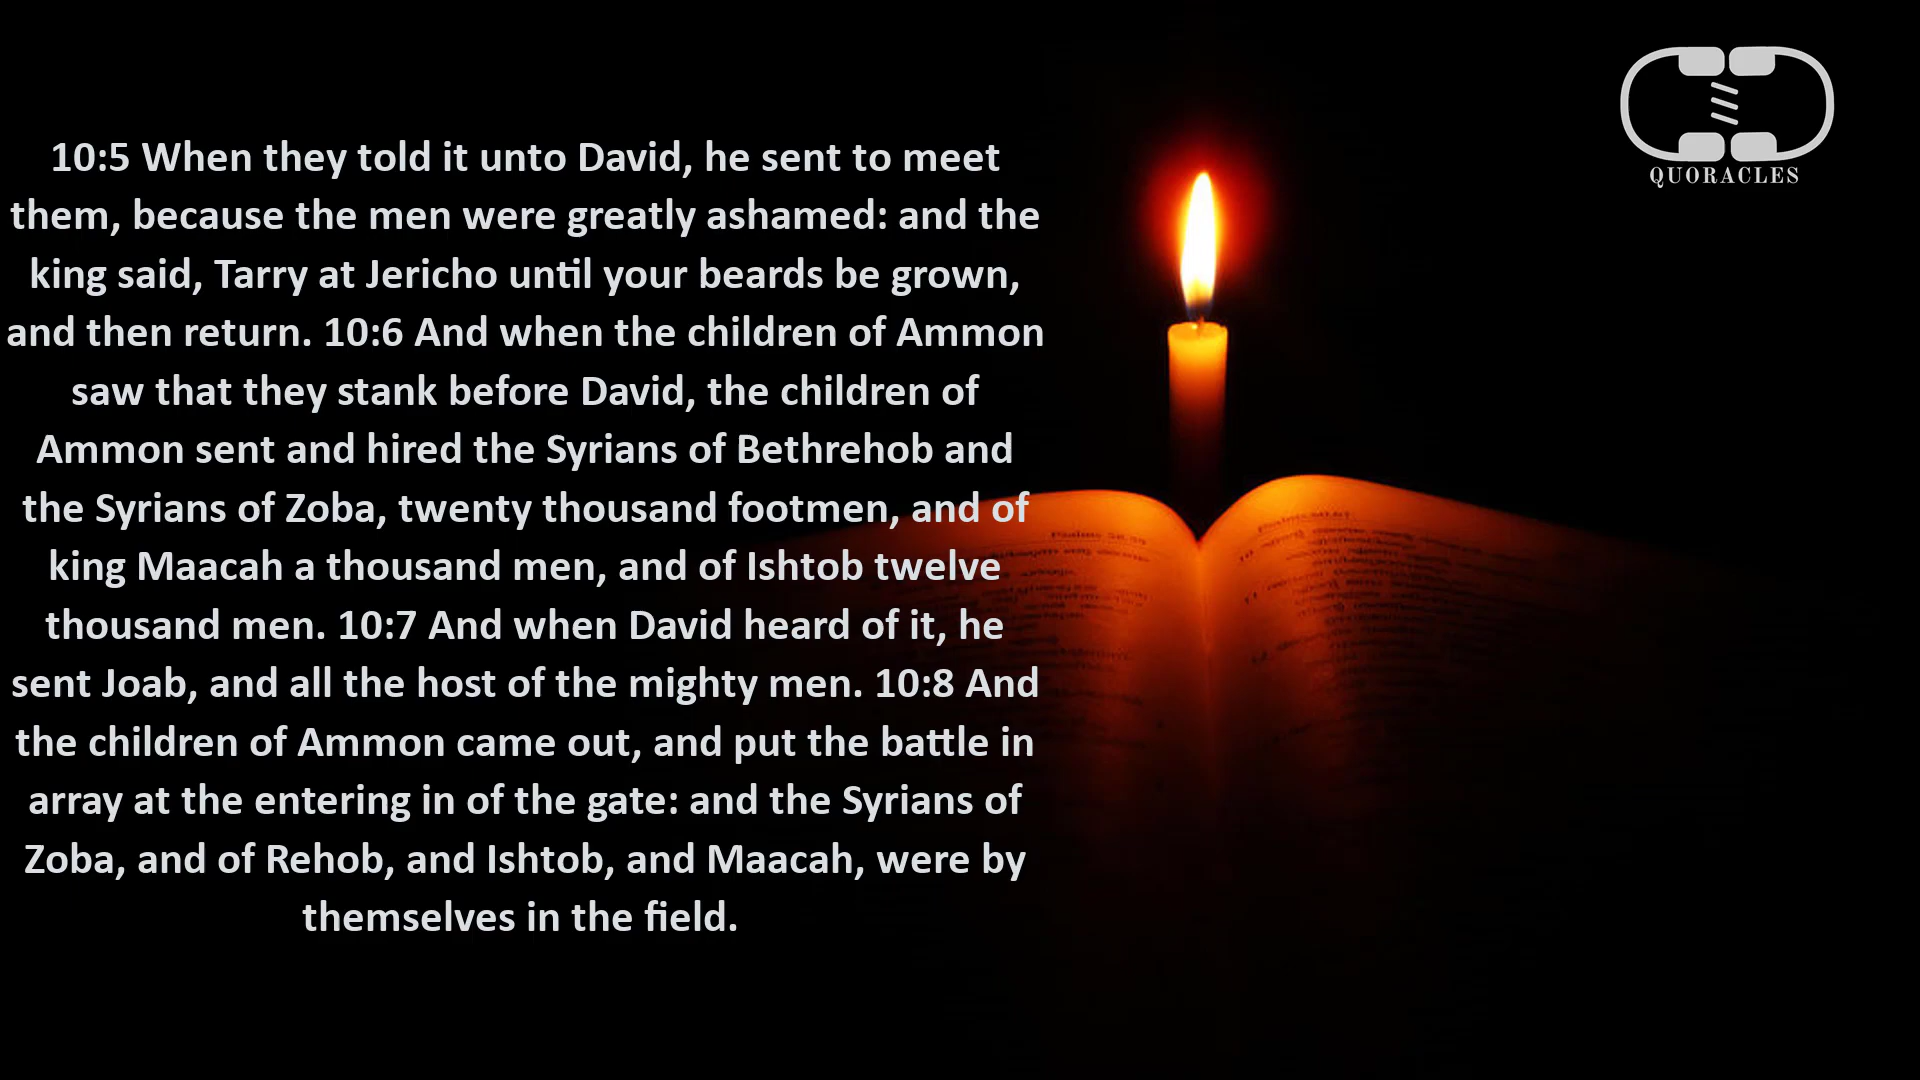 10:5 When they told it unto David, he sent to meet
them, because the men were greatly ashamed: and the
king said, Tarry at Jericho until your beards be grown,
and then return. 10:6 And when the children of Ammon
saw that they stank before David, the children of
Ammon sent and hired the Syrians of Bethrehob and
the Syrians of Zoba, twenty thousand footmen, and of
king Maacah a thousand men, and of Ishtob twelve
thousand men. 10:7 And when David heard of it, he
sent Joab, and all the host of the mighty men. 10:8 And
the children of Ammon came out, and put the battle in
array at the entering in of the gate: and the Syrians of
Zoba, and of Rehob, and Ishtob, and Maacah, were by
themselves in the field.
QUORACLES